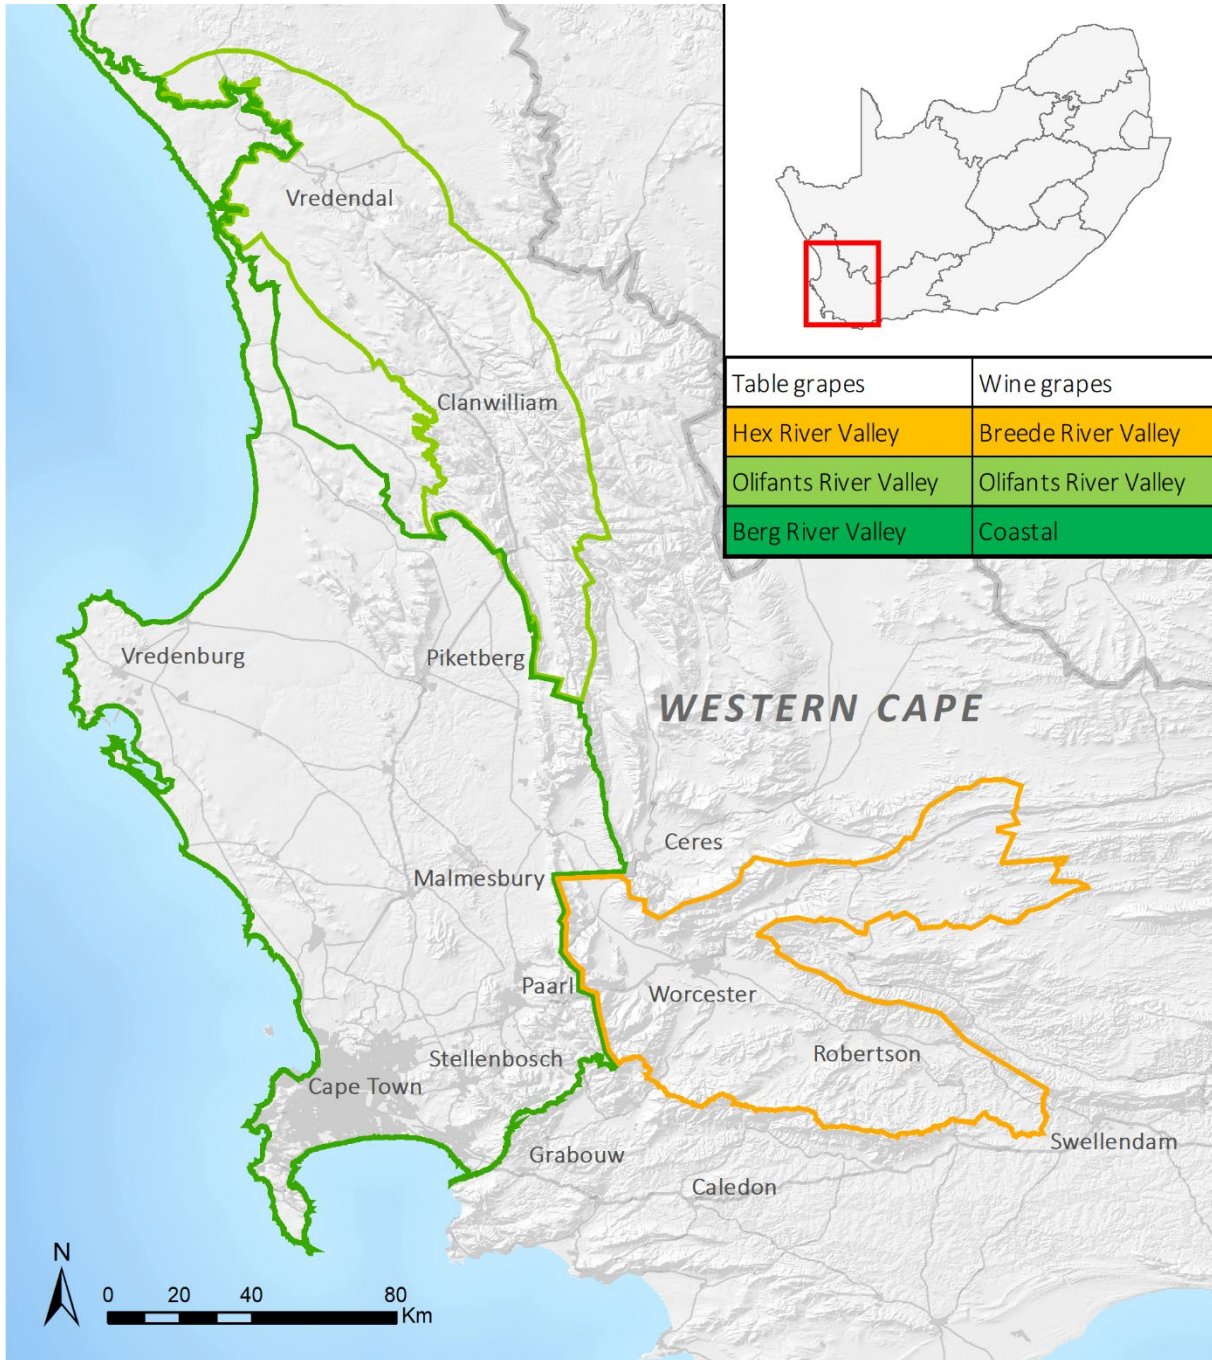 Vredendal
Table grapes Wine grapes
Hex River Valley Breede River Valley
Olifants River Valley Olifants River Valley
Berg River Valley Coastal
Clanwilliam
Vredenburg
Piketberg
WESTERN CAPE
Ceres
Malmesbury
Paarl
Worcester
Robertson
Stellenbosch
Cape Town
Swellendam
Grabouw
Caledon
N
0 20 40 80
Km